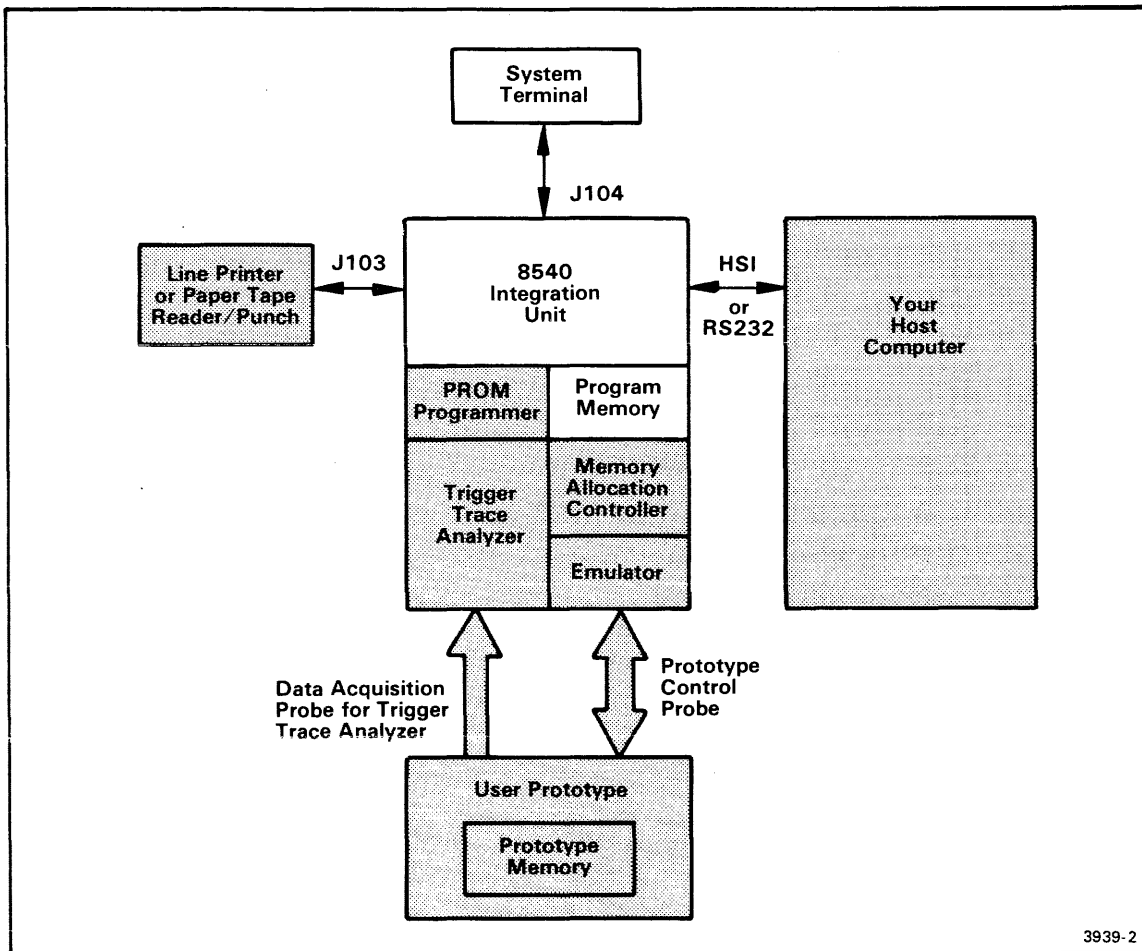 System
Terminal
J104
Line Printer
or Paper Tape
Reader/Punch
J103
8540
Integration
Unit
HSI
or
RS232
Your
Host
Computer
PROM
Programmer
Program
Memory
Trigger
Trace
Analyzer
Memory
Allocation
Controller
Emulator
Data Acquisition
Probe for Trigger
Trace Analyzer
Prototype
Control
Probe
User Prototype
Prototype
Memory
3939-2